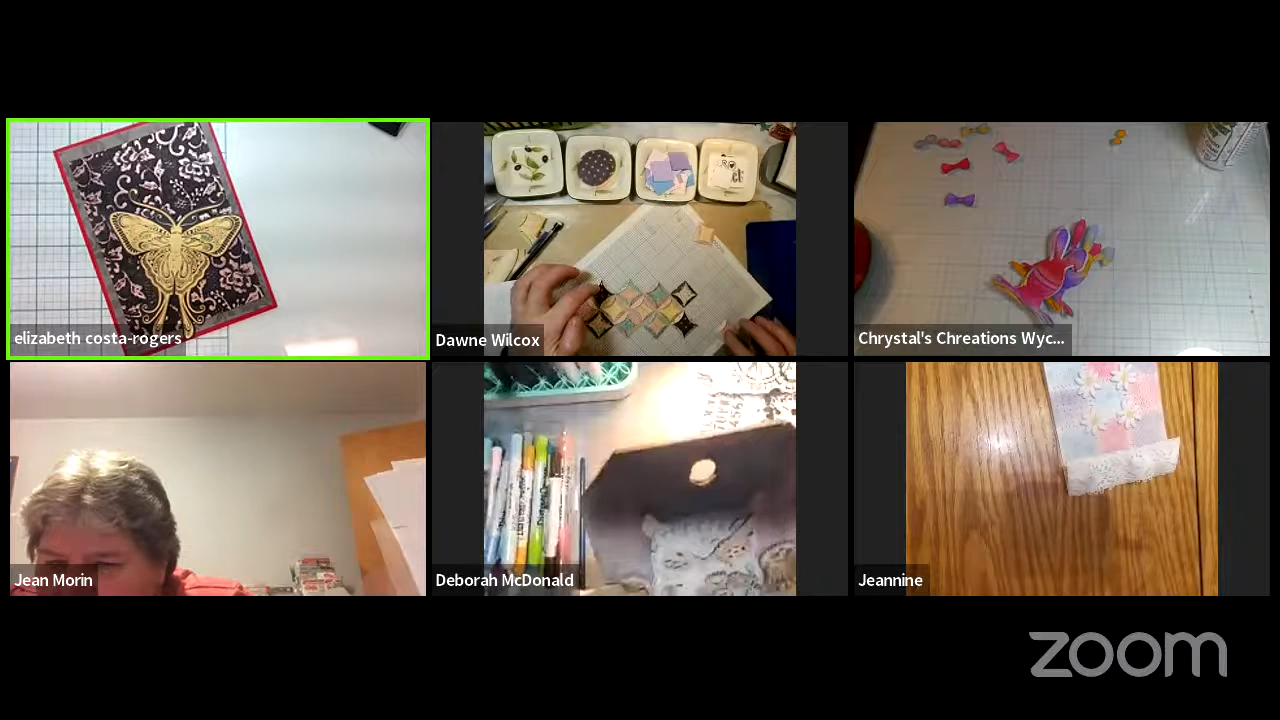 elizabeth costa-rogers
Dawne Wilcox
Chrystal's Chreations Wyc...
Jean Morin
Deborah McDonald
Jeannine
zoom